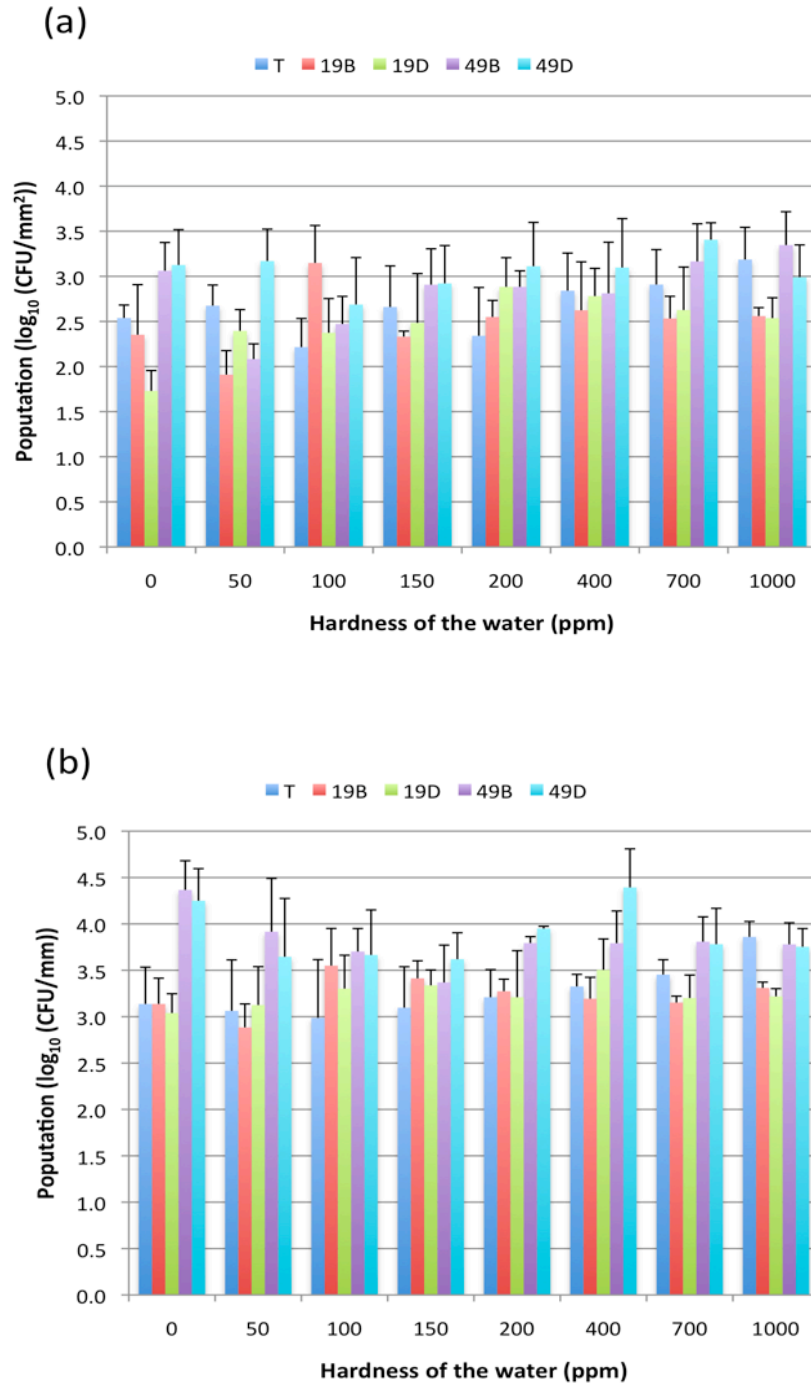 (a)
T 19B 19D 49B 49D
5.0
4.5
4.0
3.5
3.0
2.5
2.0
1.5
1.0
0.5
0.0
Poputation (log₁₀ (CFU/mm²))
0 50 100 150 200 400 700 1000
Hardness of the water (ppm)
(b)
T 19B 19D 49B 49D
5.0
4.5
4.0
3.5
3.0
2.5
2.0
1.5
1.0
0.5
0.0
Poputation (log₁₀ (CFU/mm))
0 50 100 150 200 400 700 1000
Hardness of the water (ppm)